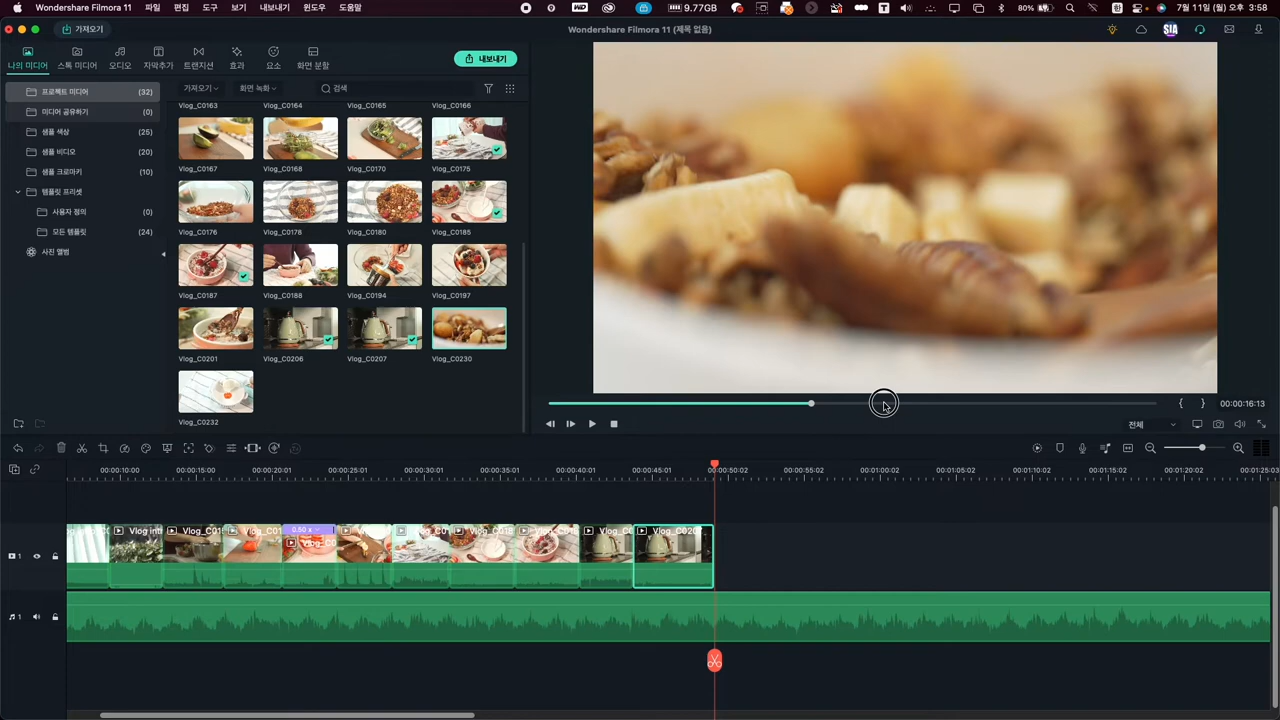 Wondershare Filmora 11 파일 편집 도구 보기 내보내기 윈도우 도움말
9.77GB
80%
7월 11일 (월) 오후 3:58
가져오기
Wondershare Filmora 11 (제목 없음)
SIA
나의 미디어 스톡 미디어 오디오 자막추가 트랜지션 효과 요소 화면 분할
내보내기
프로젝트 미디어 (32)
미디어 공유하기 (0)
샘플 색상 (25)
샘플 비디오 (20)
샘플 크로마키 (10)
템플릿 프리셋
사용자 정의 (0)
모든 템플릿 (24)
사진 앨범
가져오기 화면 녹화 검색
Vlog_C0163 Vlog_C0164 Vlog_C0165 Vlog_C0166
Vlog_C0167 Vlog_C0168 Vlog_C0170 Vlog_C0175
Vlog_C0176 Vlog_C0178 Vlog_C0180 Vlog_C0185
Vlog_C0187 Vlog_C0188 Vlog_C0194 Vlog_C0197
Vlog_C0201 Vlog_C0206 Vlog_C0207 Vlog_C0230
Vlog_C0232
{ } 00:00:16:13
전체
00:00:10:00 00:00:15:00 00:00:20:01 00:00:25:01 00:00:30:01 00:00:35:01 00:00:40:01 00:00:45:01 00:00:50:02 00:00:55:02 00:01:00:02 00:01:05:02 00:01:10:02 00:01:15:02 00:01:20:02 00:01:25:03
0.50 x
1
1